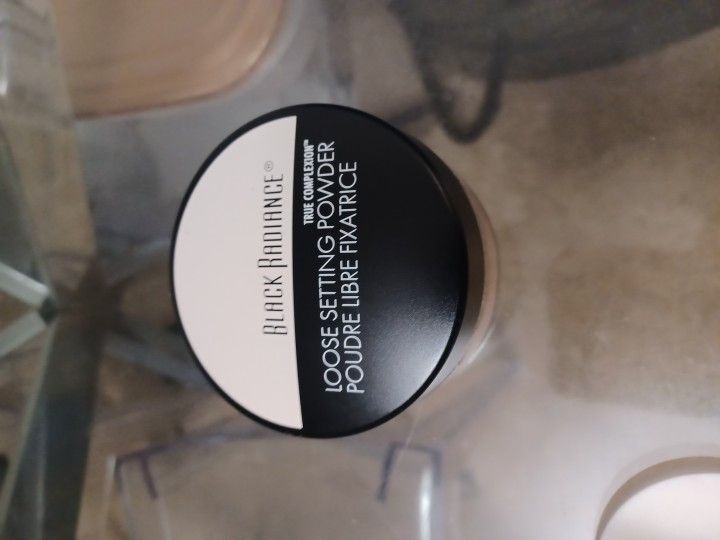 BLACK RADIANCE®
TRUE COMPLEXION™
LOOSE SETTING POWDER
POUDRE LIBRE FIXATRICE